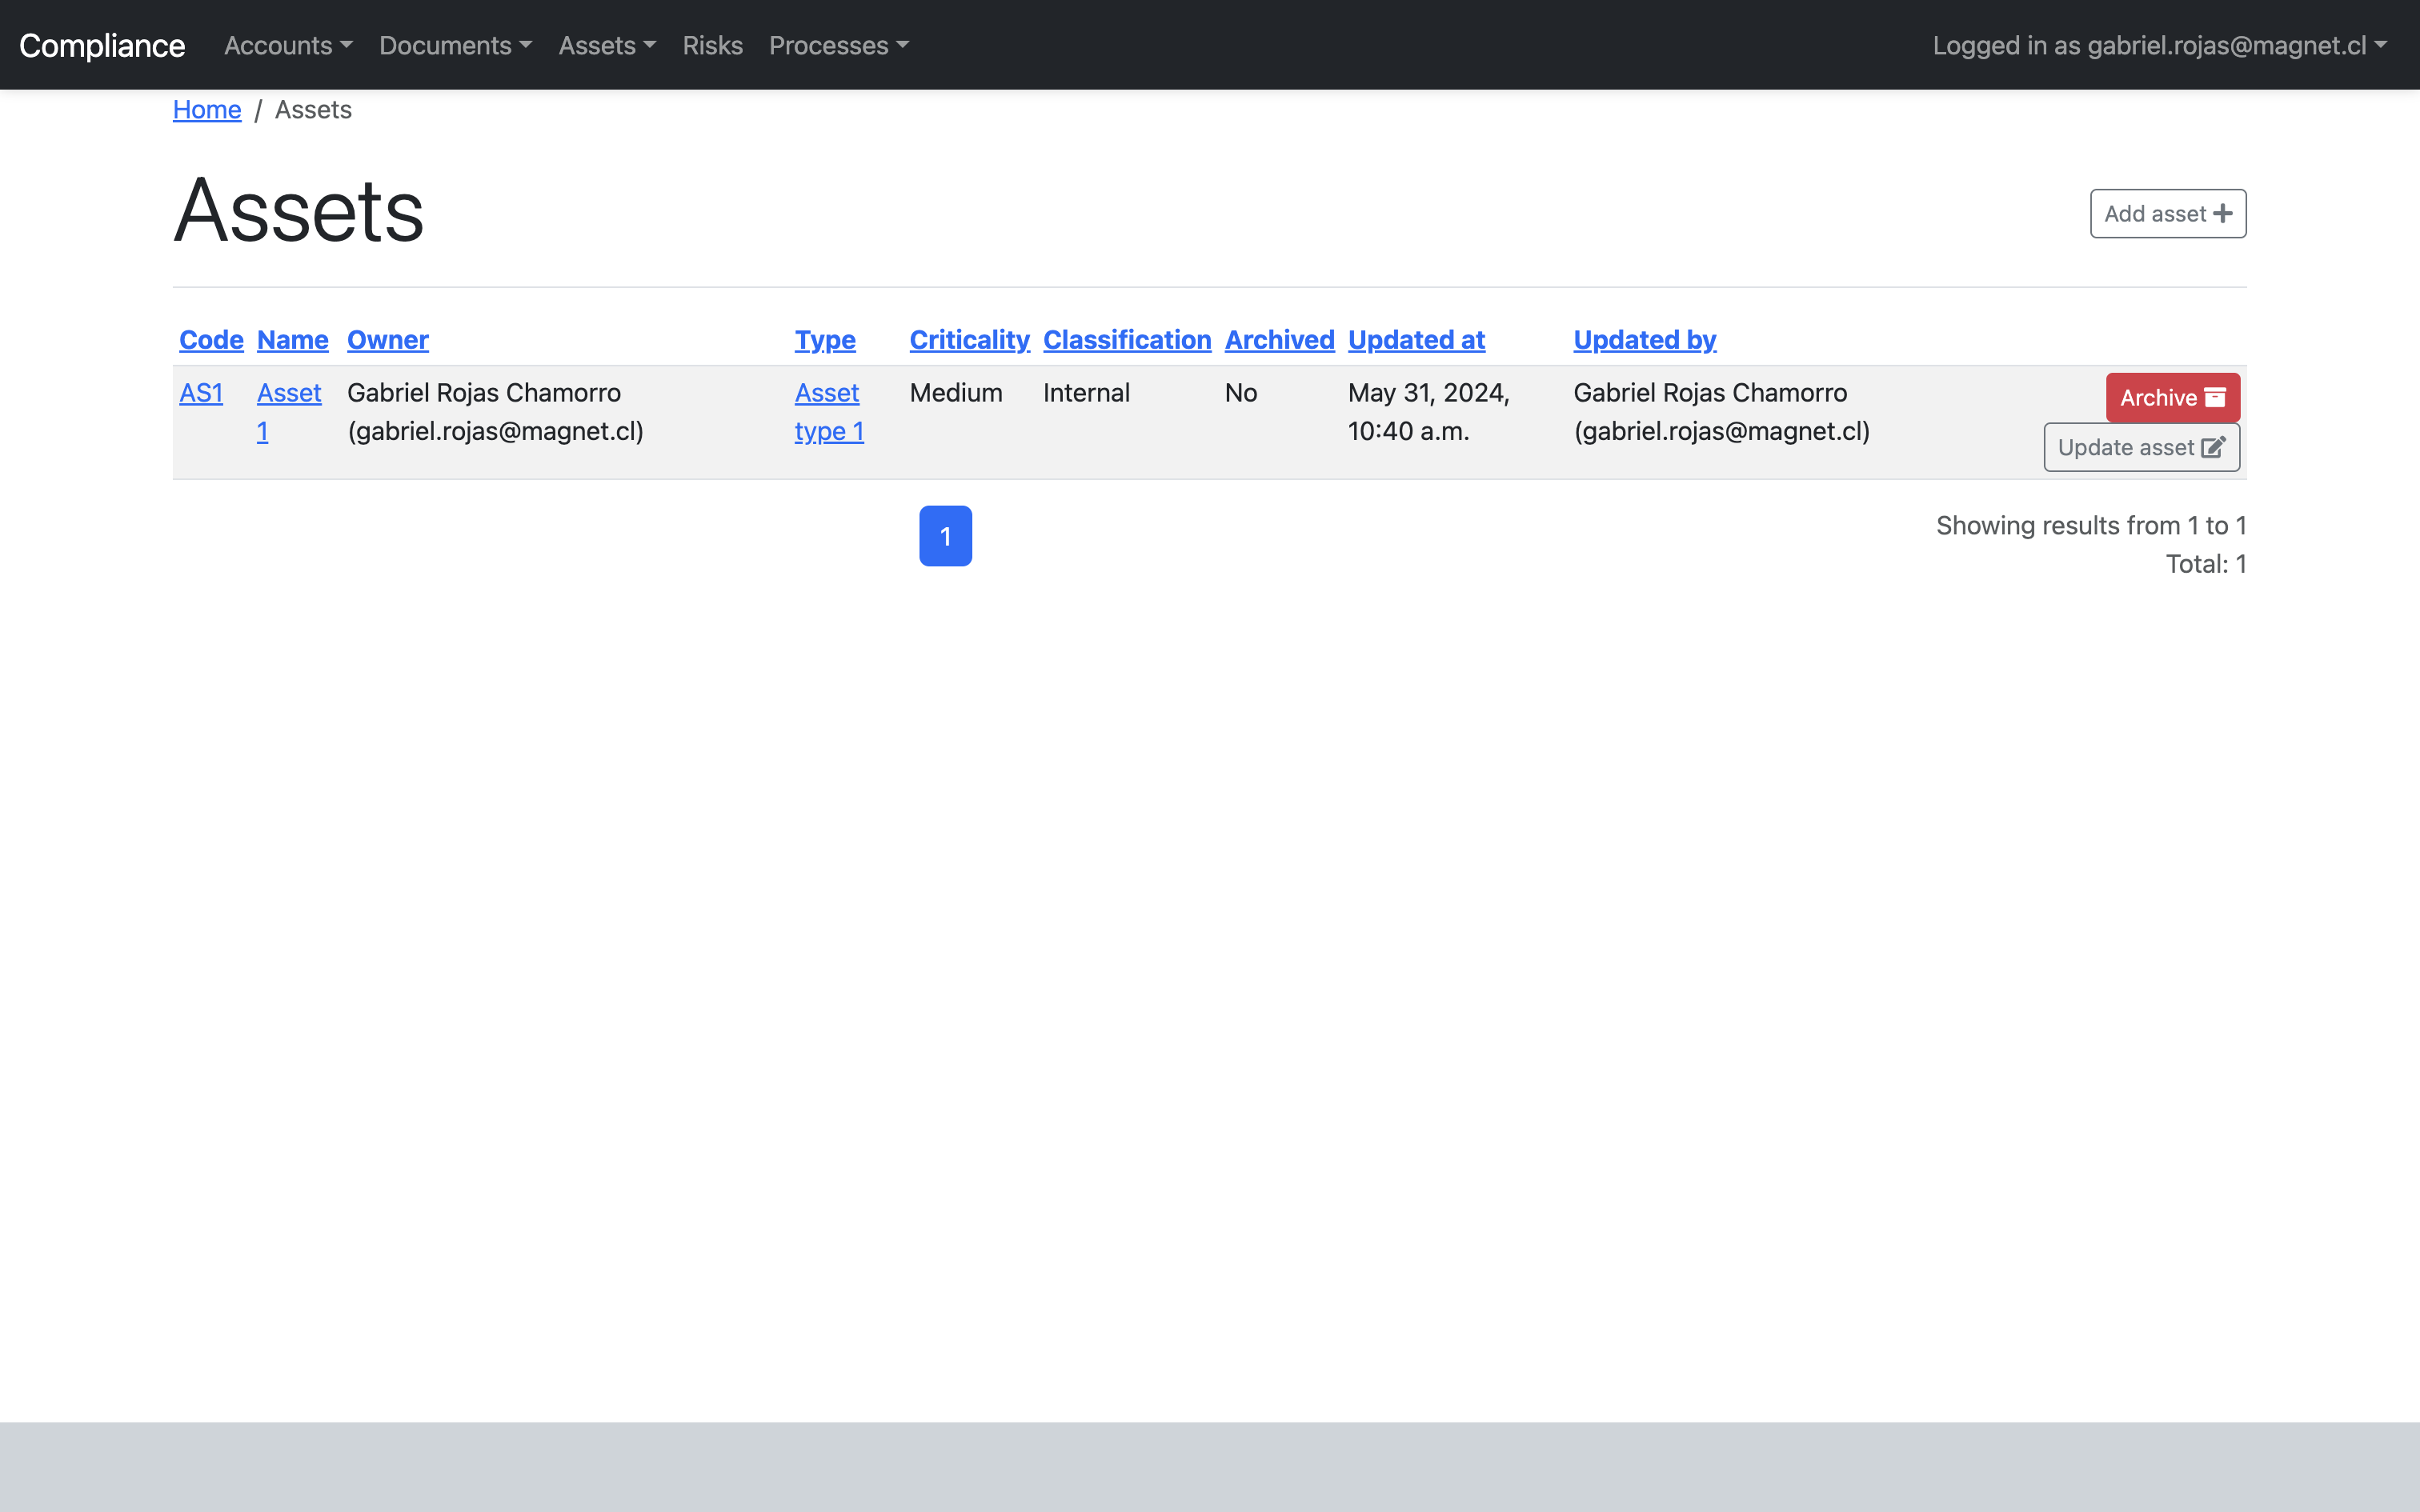 Compliance Accounts Documents Assets Risks Processes Logged in as gabriel.rojas@magnet.cl
Home / Assets
Assets
Add asset
Code Name Owner Type Criticality Classification Archived Updated at Updated by
AS1 Asset 1 Gabriel Rojas Chamorro (gabriel.rojas@magnet.cl) Asset type 1 Medium Internal No May 31, 2024, 10:40 a.m. Gabriel Rojas Chamorro (gabriel.rojas@magnet.cl) Archive
Update asset
1
Showing results from 1 to 1
Total: 1